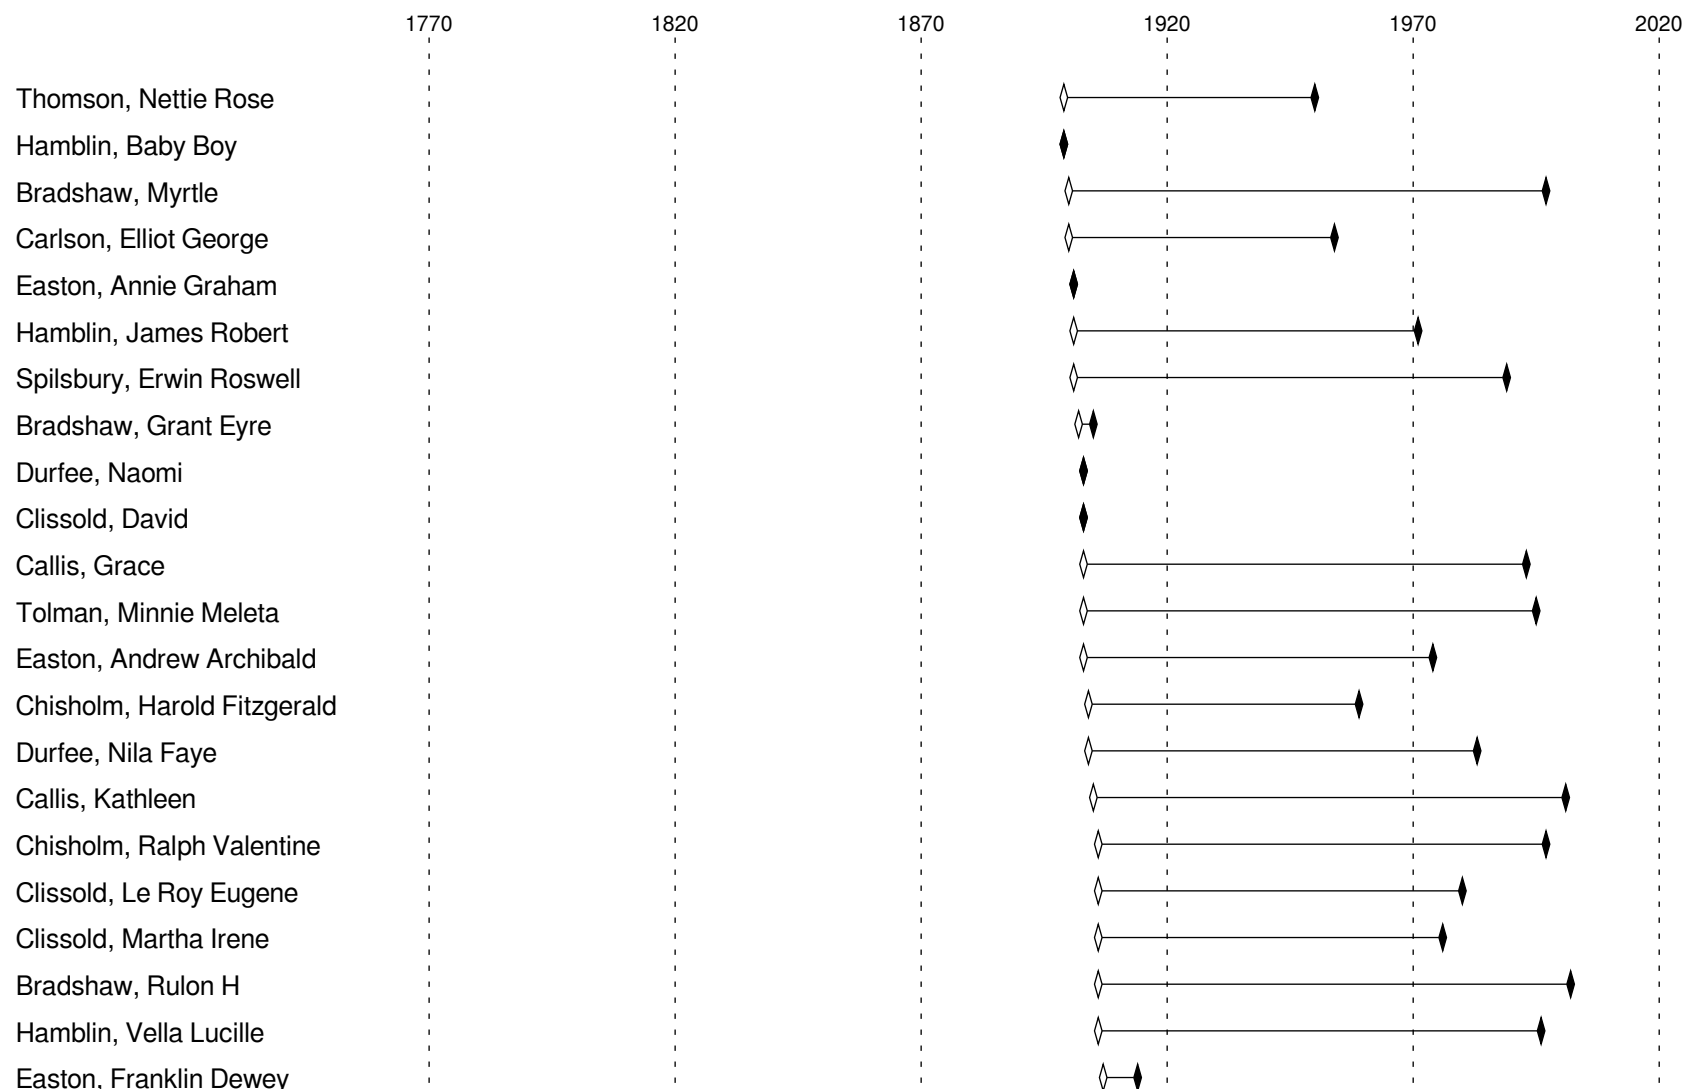 1770 1820 1870 1920 1970 2020
Thomson, Nettie Rose
Hamblin, Baby Boy
Bradshaw, Myrtle
Carlson, Elliot George
Easton, Annie Graham
Hamblin, James Robert
Spilsbury, Erwin Roswell
Bradshaw, Grant Eyre
Durfee, Naomi
Clissold, David
Callis, Grace
Tolman, Minnie Meleta
Easton, Andrew Archibald
Chisholm, Harold Fitzgerald
Durfee, Nila Faye
Callis, Kathleen
Chisholm, Ralph Valentine
Clissold, Le Roy Eugene
Clissold, Martha Irene
Bradshaw, Rulon H
Hamblin, Vella Lucille
Easton, Franklin Dewey